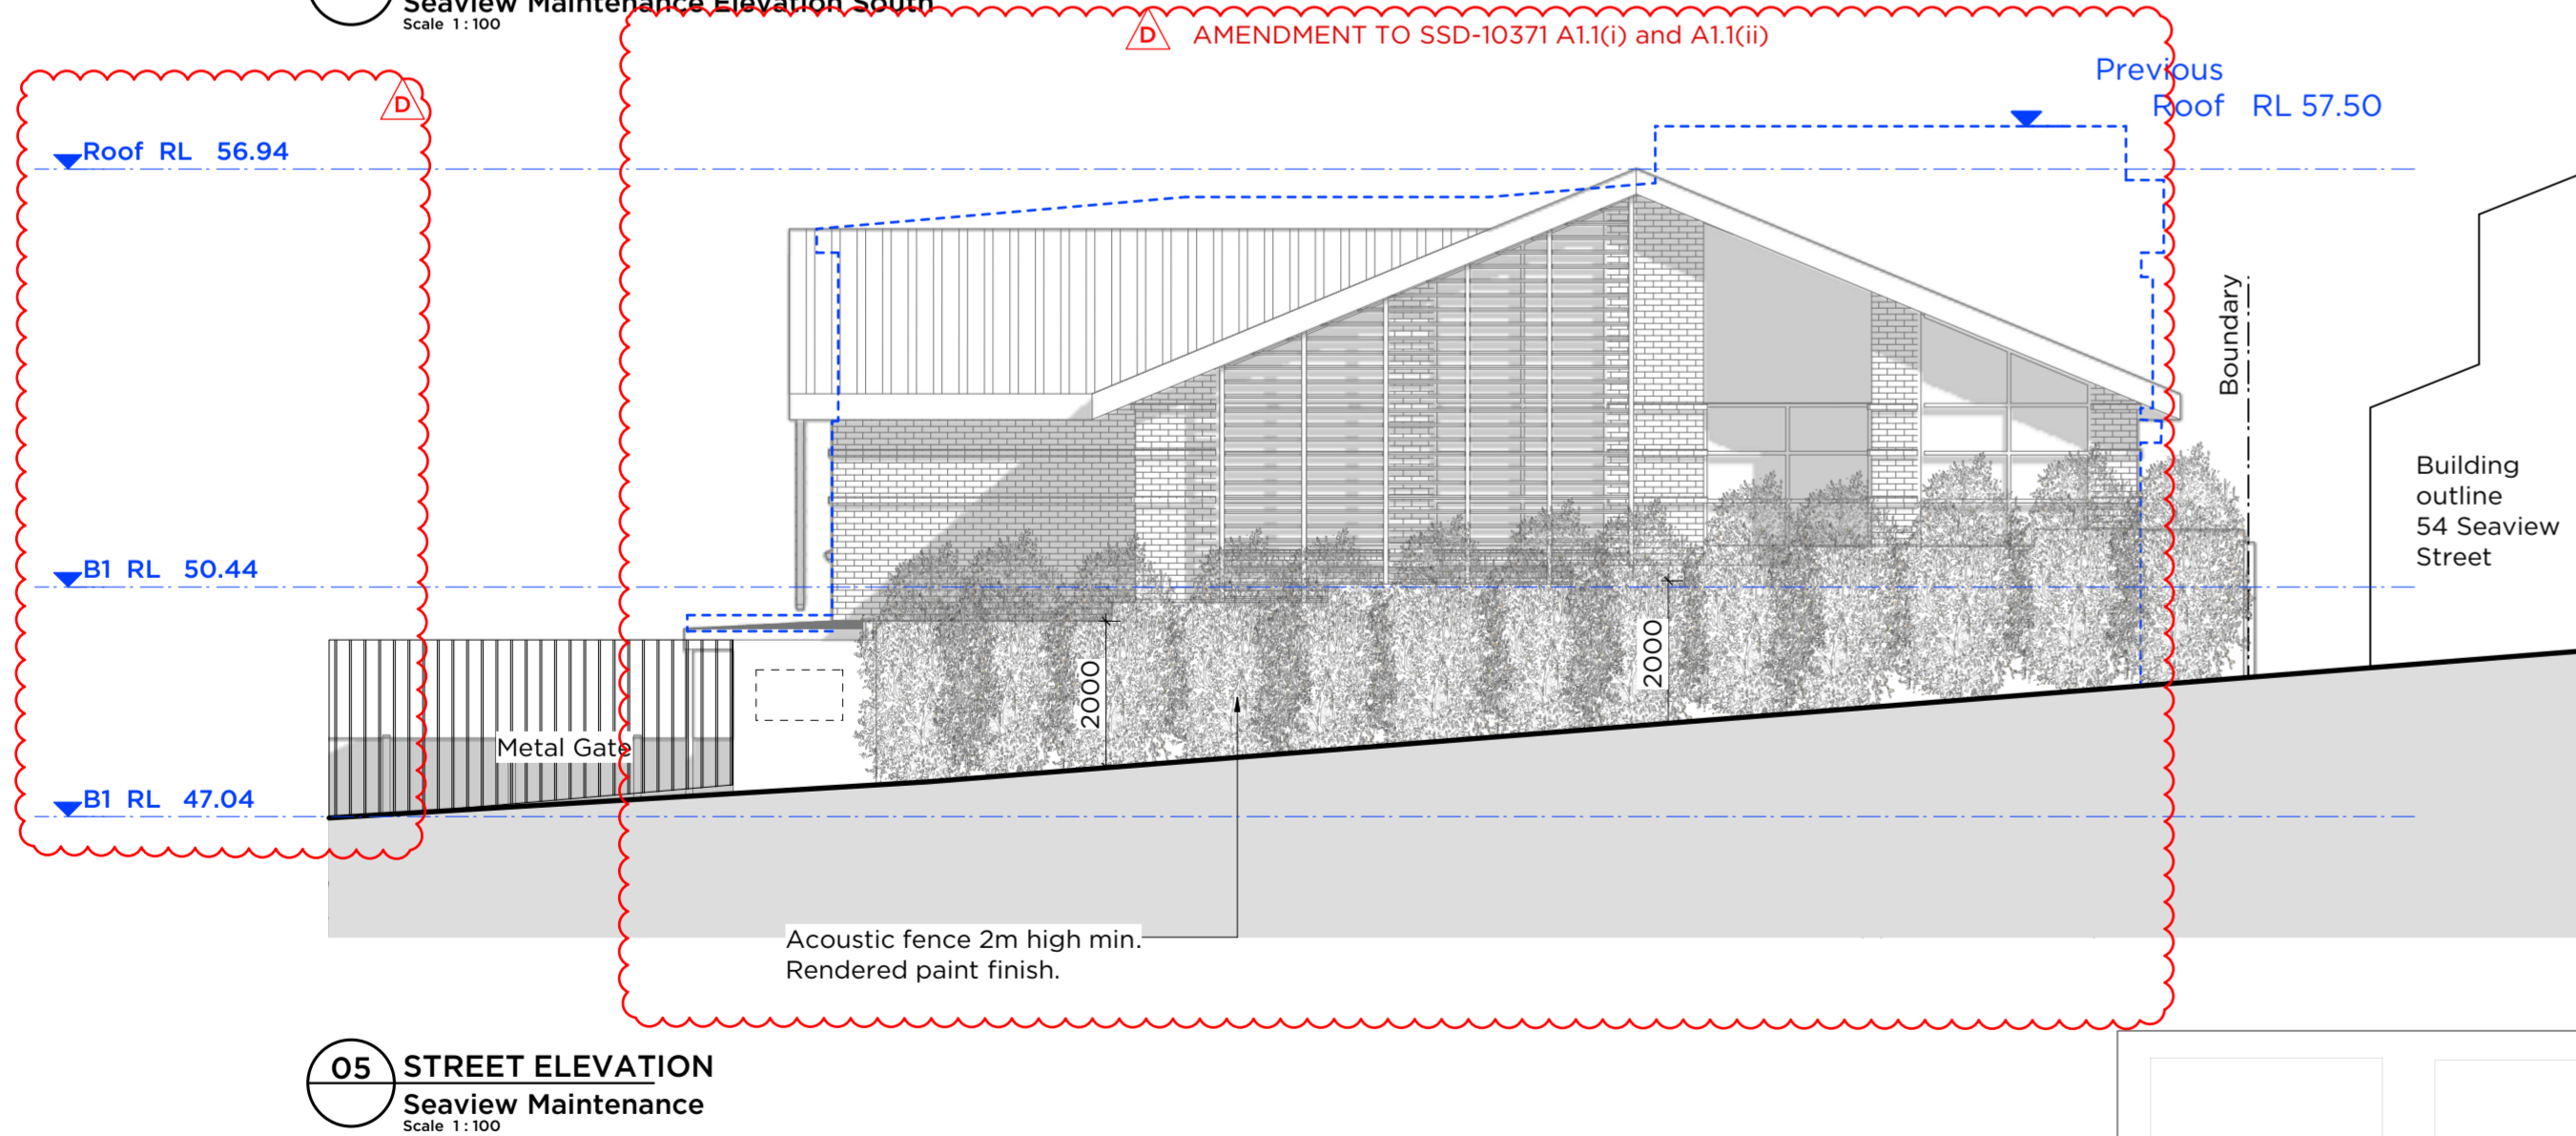 Seaview Maintenance Elevation South
Scale 1 : 100
D
AMENDMENT TO SSD-10371 A1.1(i) and A1.1(ii)
D
Previous
Roof RL 57.50
Roof RL 56.94
Boundary
Building
outline
54 Seaview
Street
B1 RL 50.44
2000
2000
Metal Gate
B1 RL 47.04
Acoustic fence 2m high min.
Rendered paint finish.
05
STREET ELEVATION
Seaview Maintenance
Scale 1 : 100